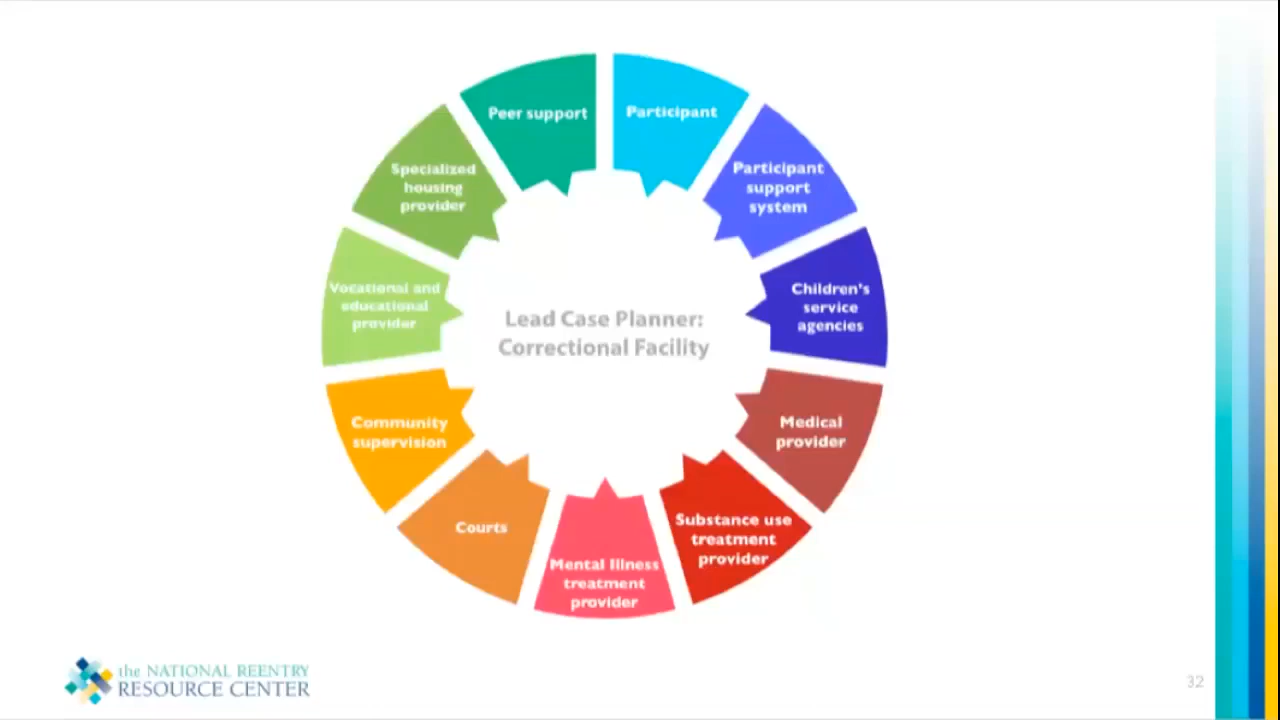 Peer support
Participant
Participant
support
system
Children's
service
agencies
Medical
provider
Substance use
treatment
provider
Mental Illness
treatment
provider
Courts
Community
supervision
Vocational and
educational
provider
Specialized
housing
provider
Lead Case Planner:
Correctional Facility
the NATIONAL REENTRY
RESOURCE CENTER
32